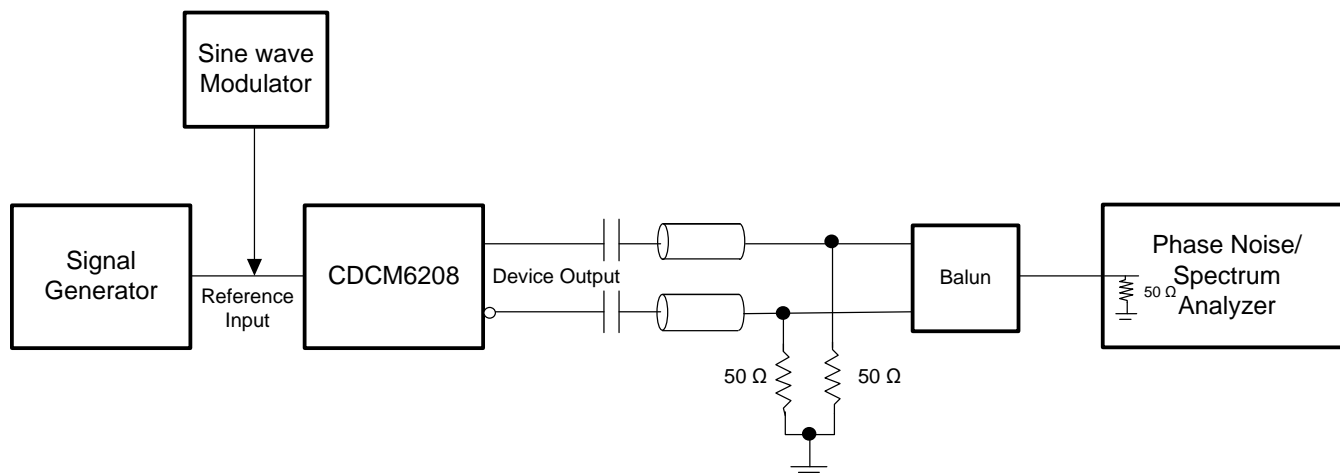 Sine wave
Modulator
Signal
Generator
Reference
Input
CDCM6208
Device Output
50 Ω
50 Ω
Balun
Phase Noise/
Spectrum
Analyzer
50 Ω